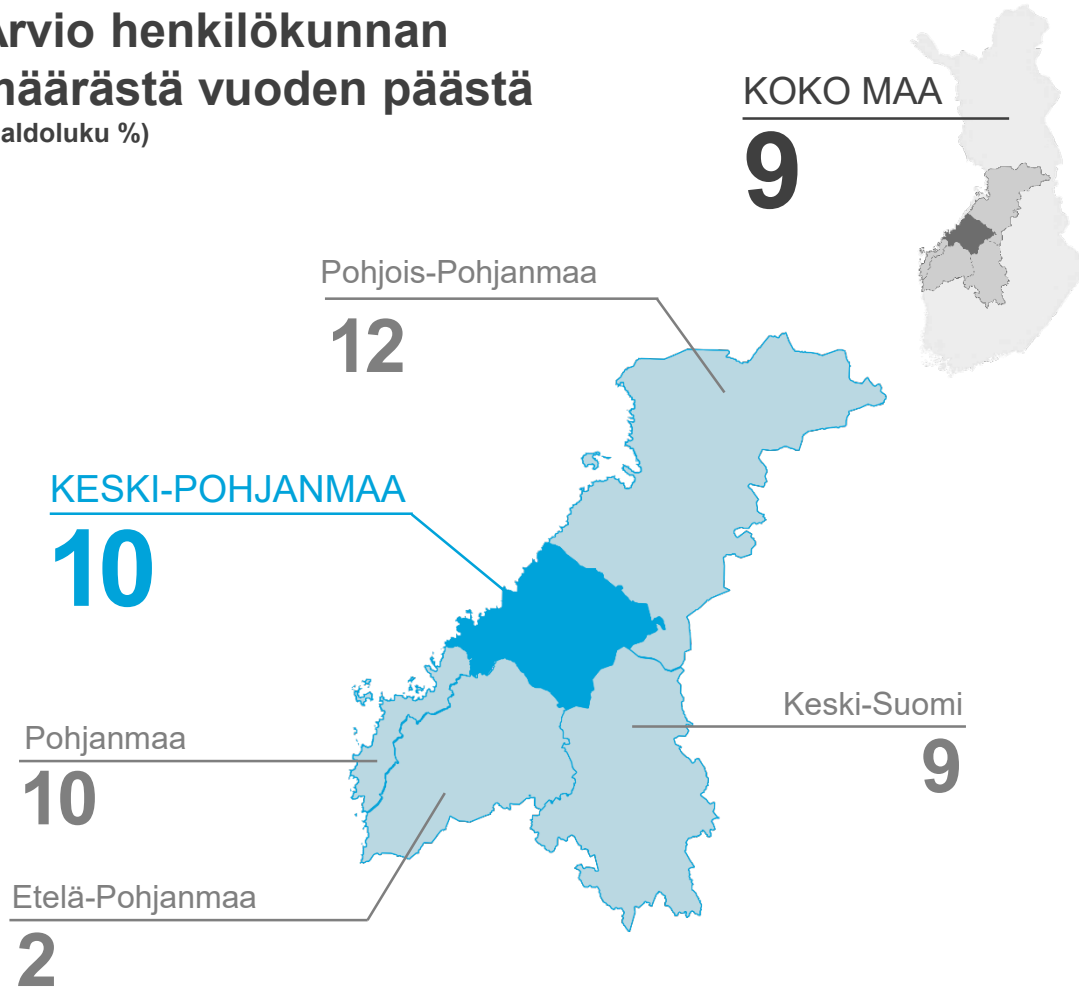 Arvio henkilökunnan
määrästä vuoden päästä
aldoluku %)
KOKO MAA
9
Pohjois-Pohjanmaa
12
KESKI-POHJANMAA
10
Keski-Suomi
9
Pohjanmaa
10
Etelä-Pohjanmaa
2